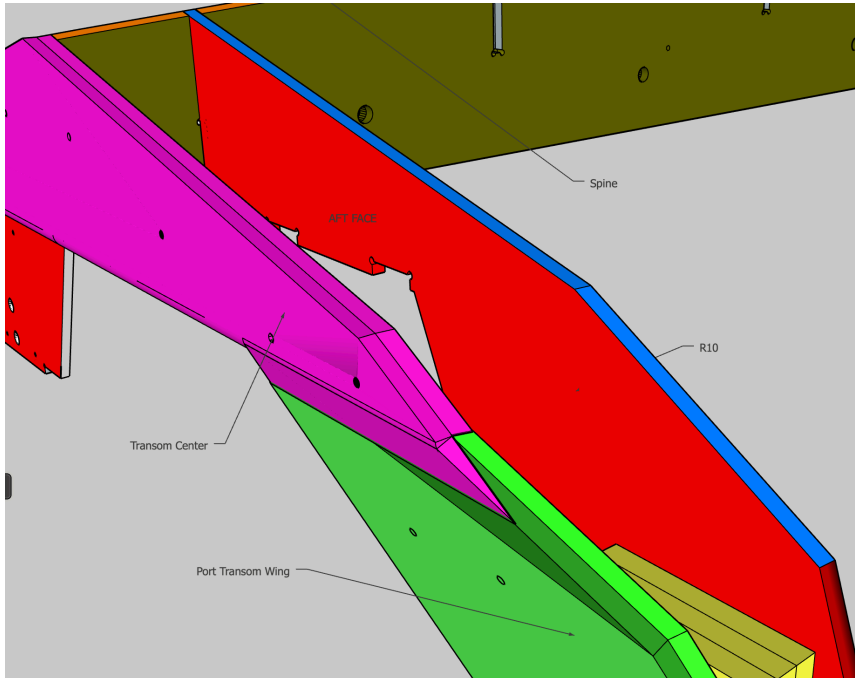 Spine
AFT FACE
R10
Transom Center
Port Transom Wing